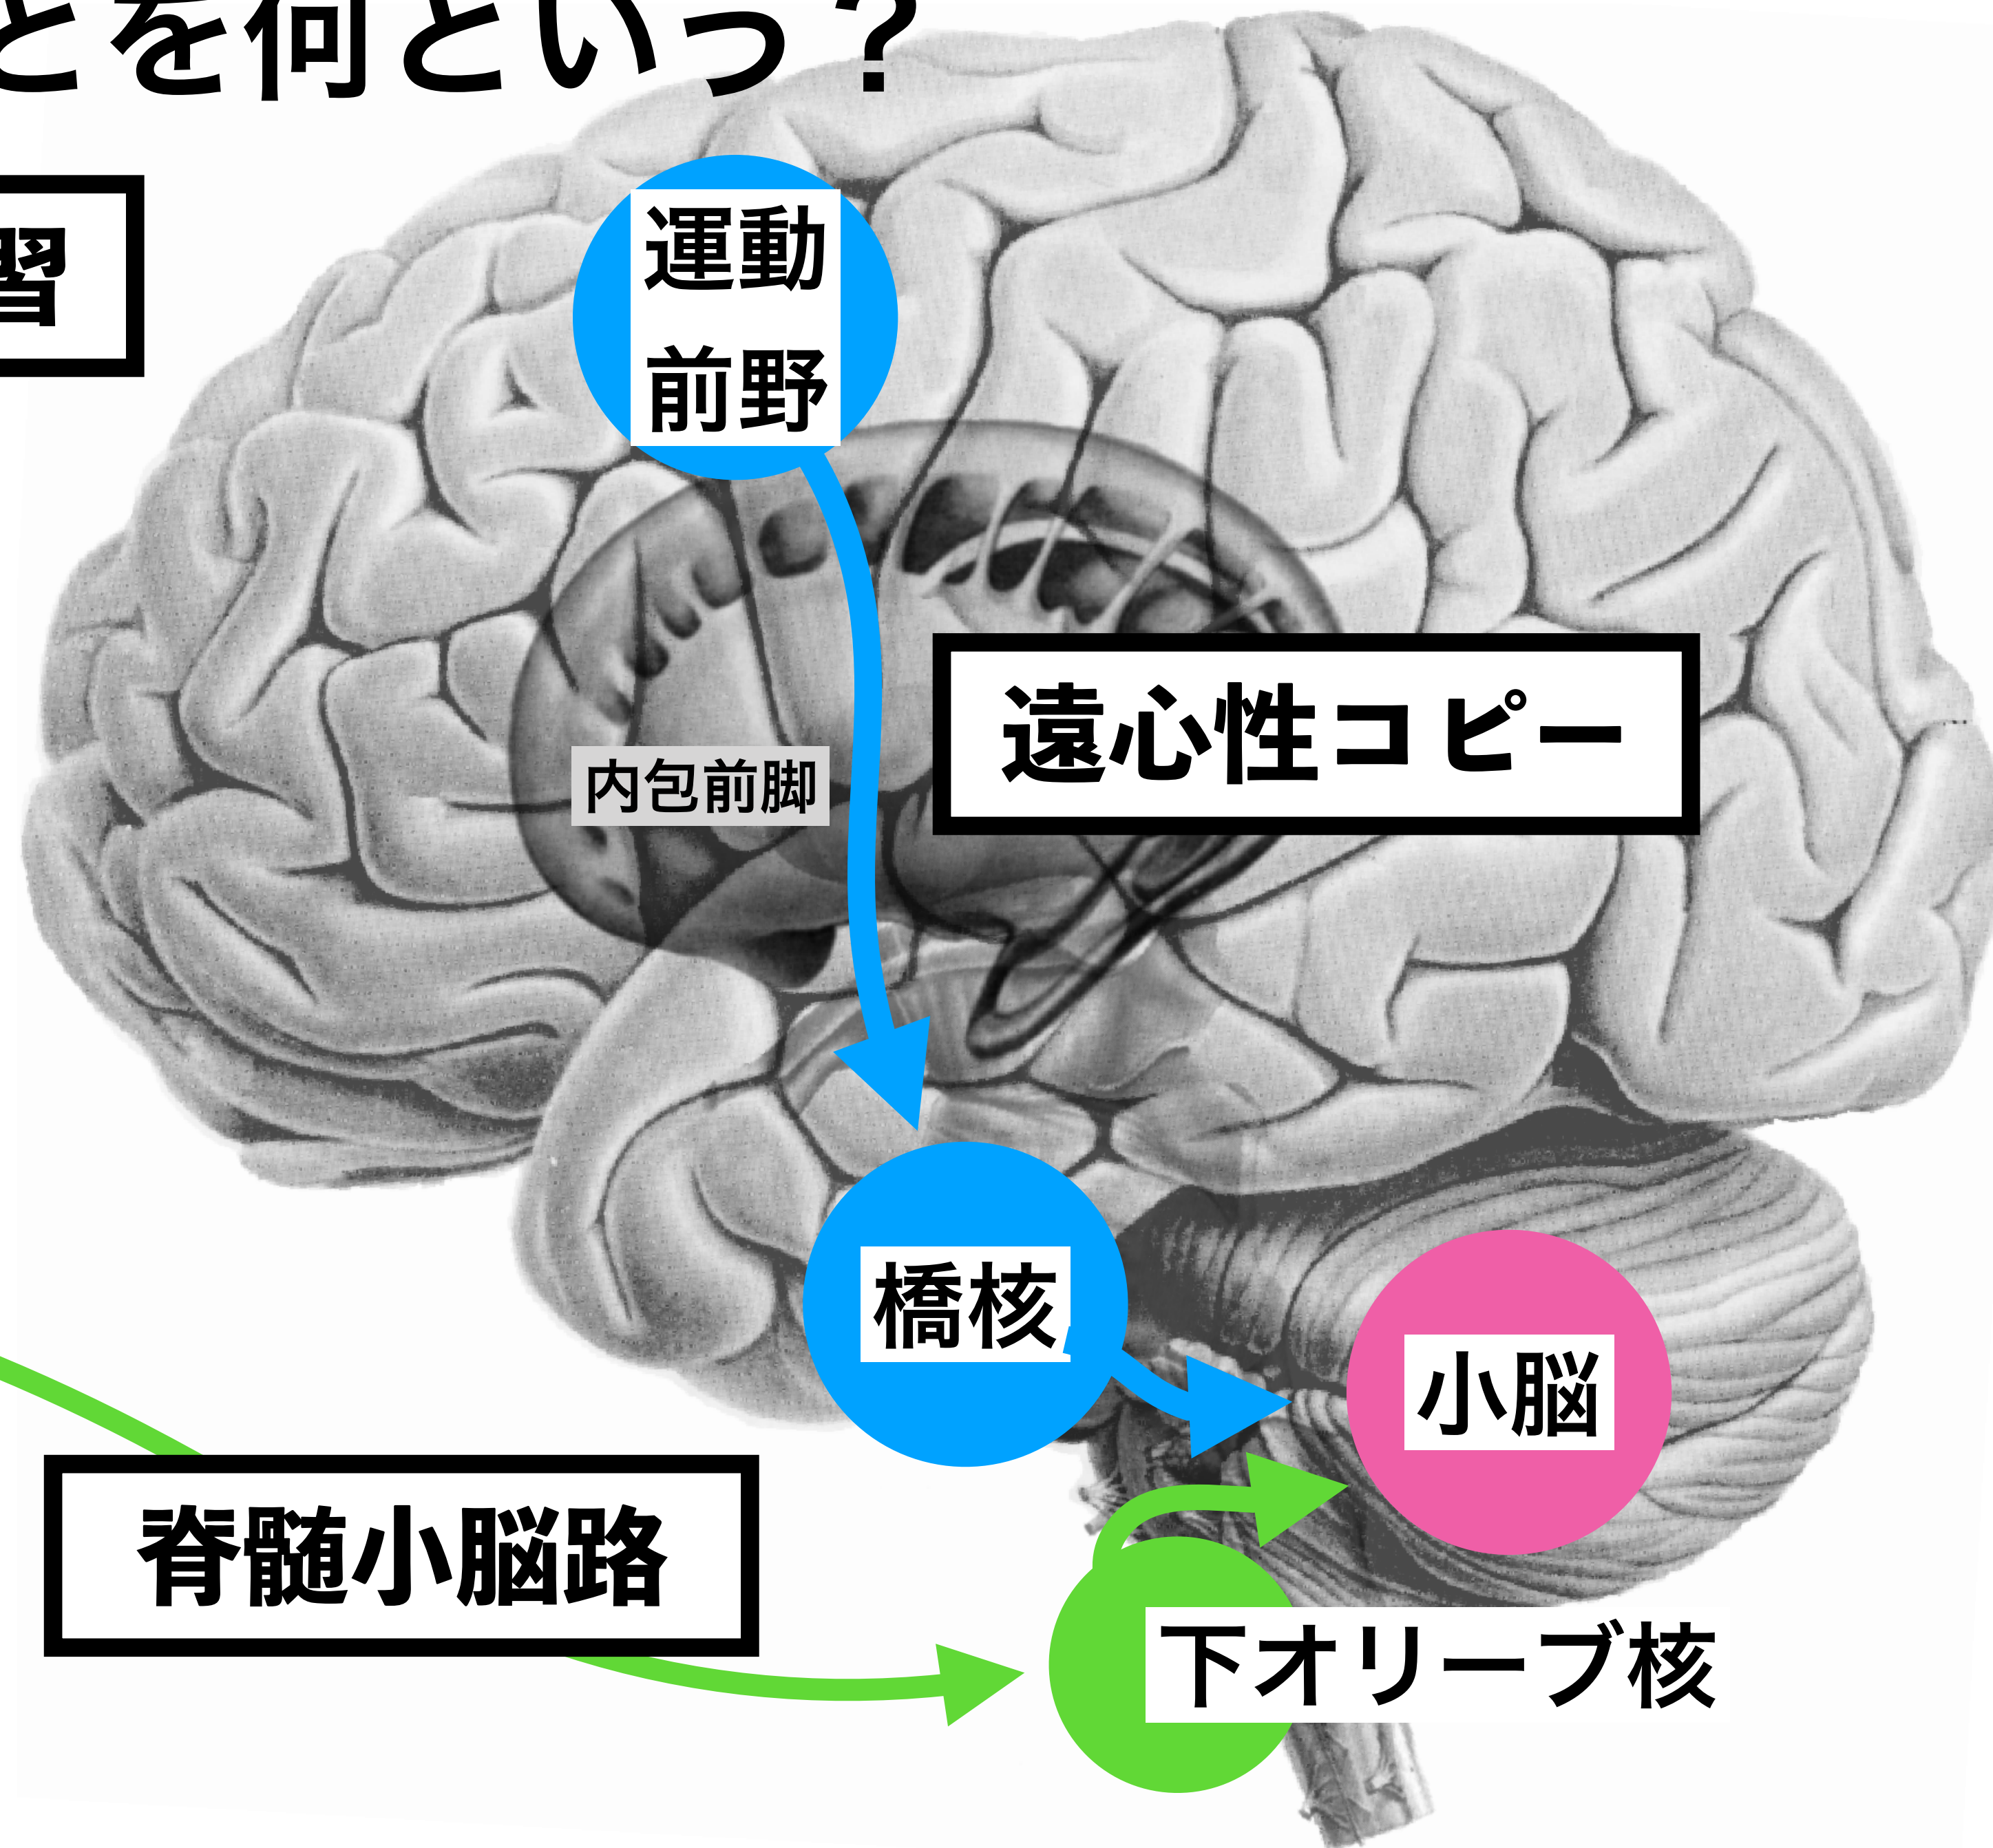 とを何という？
習
運動
前野
遠心性コピー
内包前脚
橋核
小脳
脊髄小脳路
下オリーブ核